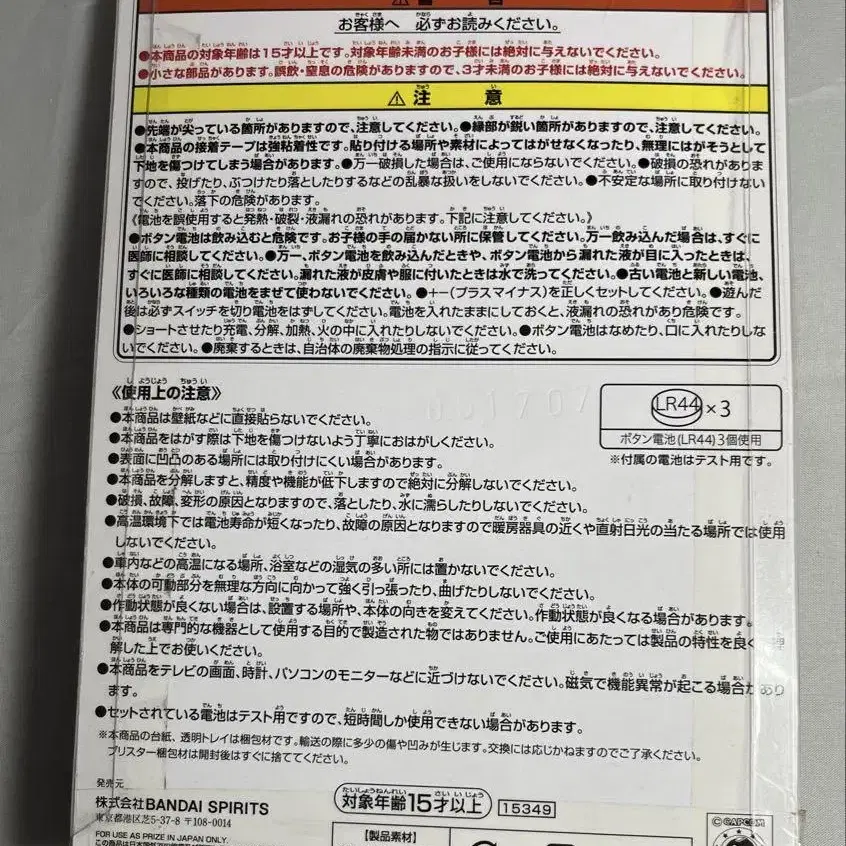 お客様へ 必ずお読みください。
●本商品の対象年齢は15才以上です。対象年齢未満のお子様には絶対に与えないでください。
●小さな部品があります。誤飲・窒息の危険がありますので、3才未満のお子様には絶対に与えないでください。
⚠注 意
●先端が尖っている箇所がありますので、注意してください。●縁部が鋭い箇所がありますので、注意してください。
●本商品の接着テープは強粘着性です。貼り付ける場所や素材によってはがせなくなったり、無理にはがそうとして
下地を傷つけてしまう場合があります。●万一破損した場合は、ご使用にならないでください。●破損の恐れがありま
すので、投げたり、ぶつけたり落としたりするなどの乱暴な扱いをしないでください。●不安定な場所に取り付けない
でください。落下の危険があります。
《電池を誤使用すると発熱・破裂・液漏れの恐れがあります。下記に注意してください。》
●ボタン電池は飲み込むと危険です。お子様の手の届かない所に保管してください。万一飲み込んだ場合は、すぐに
医師に相談してください。●万一、ボタン電池を飲み込んだときや、ボタン電池から漏れた液が目に入ったときは、
すぐに医師に相談してください。漏れた液が皮膚や服に付いたときは水で洗ってください。●古い電池と新しい電池、
いろいろな種類の電池をまぜて使わないでください。●+−(プラスマイナス)を正しくセットしてください。●遊んだ
後は必ずスイッチを切り電池をはずしてください。電池を入れたままにしておくと、液漏れの恐れがあり危険です。
●ショートさせたり充電、分解、加熱、火の中に入れたりしないでください。●ボタン電池はなめたり、口に入れたりしな
いでください。●廃棄するときは、自治体の廃棄物処理の指示に従ってください。
《使用上の注意》
●本商品は壁紙などに直接貼らないでください。
●本商品をはがす際は下地を傷つけないよう丁寧におはがしください。
●表面に凹凸のある場所には取り付けにくい場合があります。
●本商品を分解しますと、精度や機能が低下しますので絶対に分解しないでください。
●破損、故障、変形の原因となりますので、落としたり、水に濡らしたりしないでください。
●高温環境下では電池寿命が短くなったり、故障の原因となりますので暖房器具の近くや直射日光の当たる場所では使用
しないでください。
●車内などの高温になる場所、浴室などの湿気の多い所には置かないでください。
●本体の可動部分を無理な方向に向かって強く引っ張ったり、曲げたりしないでください。
●作動状態が良くない場合は、設置する場所や、本体の向きを変えてください。作動状態が良くなる場合があります。
●本商品は専門的な機器として使用する目的で製造された物ではありません。ご使用にあたっては製品の特性を良く
解した上でお使いください。
●本商品をテレビの画面、時計、パソコンのモニターなどに近づけないでください。磁気で機能異常が起こる場合があり
ます。
●セットされている電池はテスト用ですので、短時間しか使用できない場合があります。
※本商品の台紙、透明トレイは梱包材です。輸送の際に多少の傷や凹みが生じます。交換には応じかねますのでご了承ください。
ブリスター梱包材は開封後はすぐに捨ててください。
LR44×3
ボタン電池(LR44)3個使用
※付属の電池はテスト用です。
発売元
株式会社BANDAI SPIRITS
東京都港区芝5-37-8 〒108-0014
FOR USE AS PRIZE IN JAPAN ONLY.
対象年齢15才以上
15349
【製品素材】
©CAPCOM